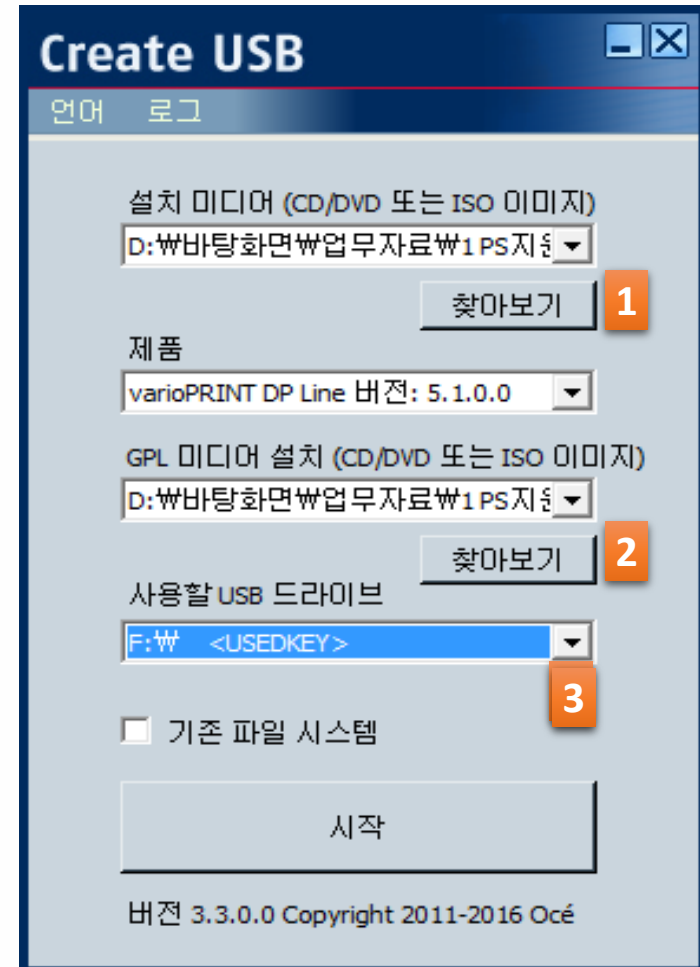 Create USB
언어 로그
설치 미디어 (CD/DVD 또는 ISO 이미지)
D:₩바탕화면₩업무자료₩1 PS지
찾아보기 1
제품
varioPRINT DP Line 버전: 5.1.0.0
GPL 미디어 설치 (CD/DVD 또는 ISO 이미지)
D:₩바탕화면₩업무자료₩1 PS지
찾아보기 2
사용할 USB 드라이브
F:₩ <USEDKEY>
3
기존 파일 시스템
시작
버전 3.3.0.0 Copyright 2011-2016 Océ